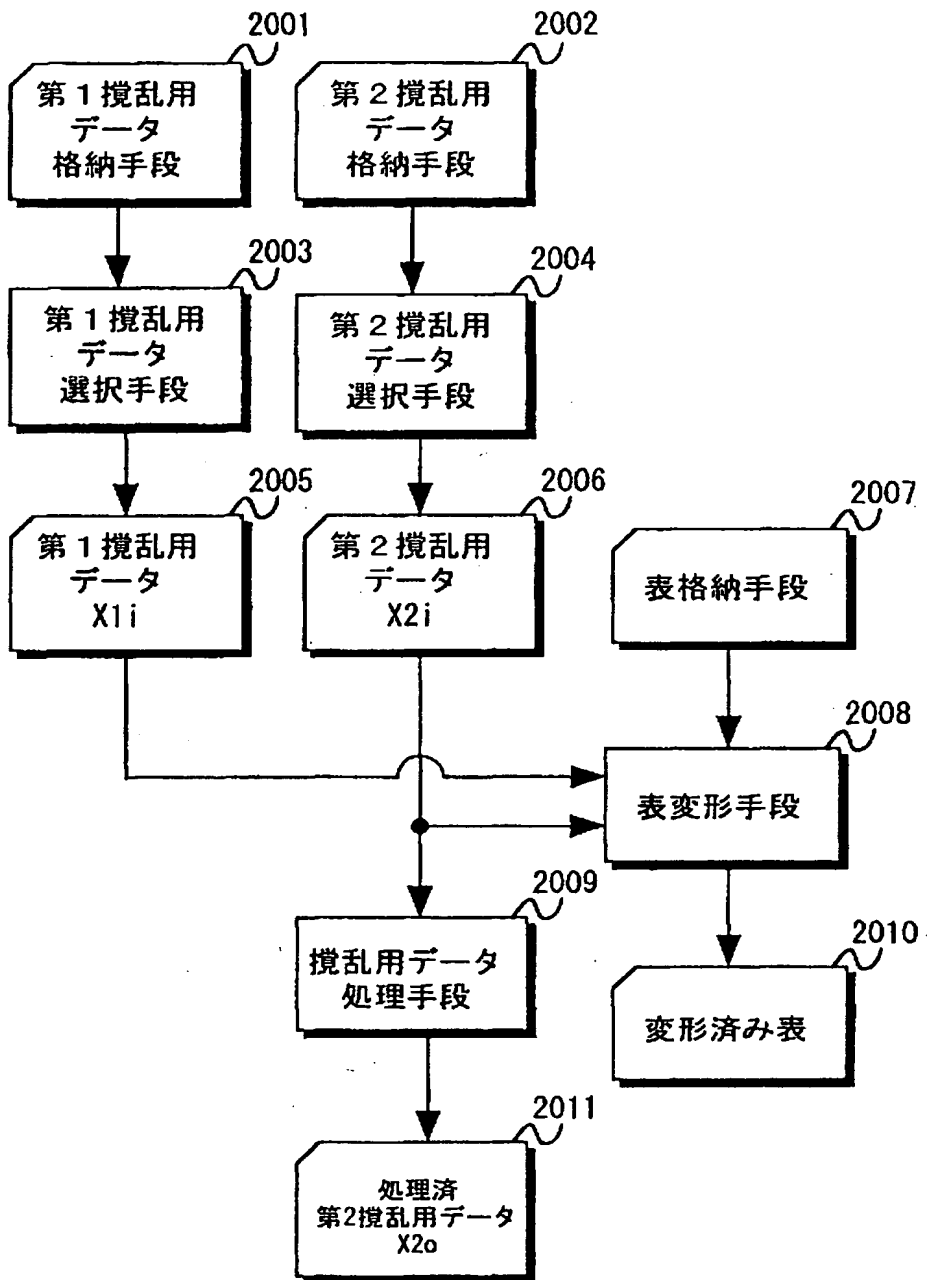 2001
第１撹乱用
データ
格納手段
2002
第２撹乱用
データ
格納手段
2003
第１撹乱用
データ
選択手段
2004
第２撹乱用
データ
選択手段
2005
第１撹乱用
データ
X1i
2006
第２撹乱用
データ
X2i
2007
表格納手段
2008
表変形手段
2009
撹乱用データ
処理手段
2010
変形済み表
2011
処理済
第2撹乱用データ
X2o